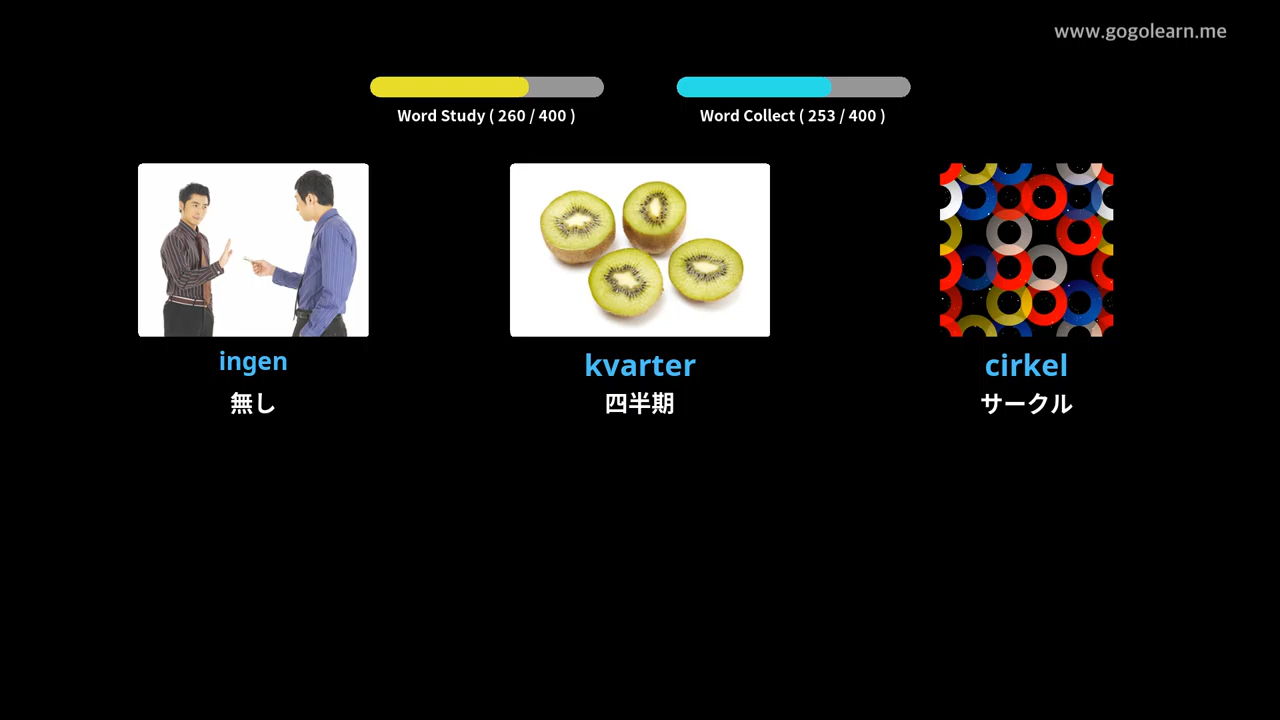 www.gogolearn.me
Word Study ( 260 / 400 )
Word Collect ( 253 / 400 )
ingen
無し
kvarter
四半期
cirkel
サークル